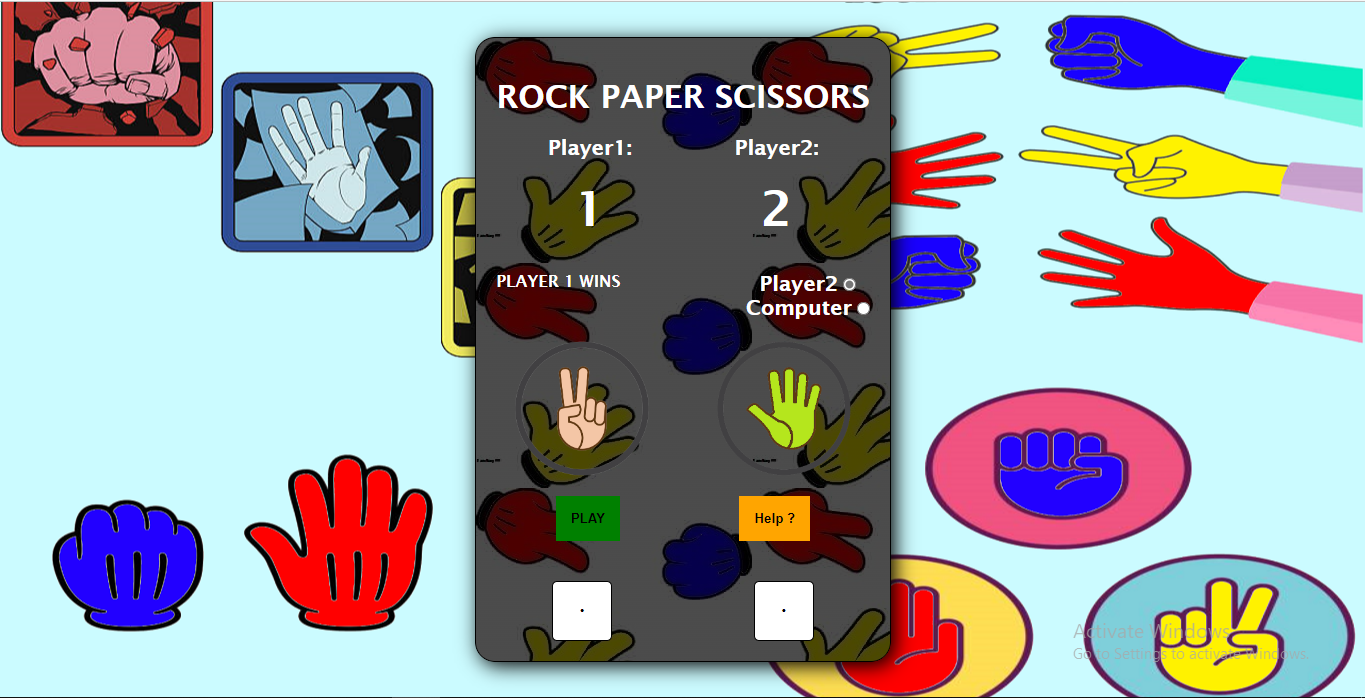 ROCK PAPER SCISSORS
Player1: Player2:
1 2
PLAYER 1 WINS
Player2
Computer
PLAY Help ?
. .
Activate Windows
Go to Settings to activate Windows.